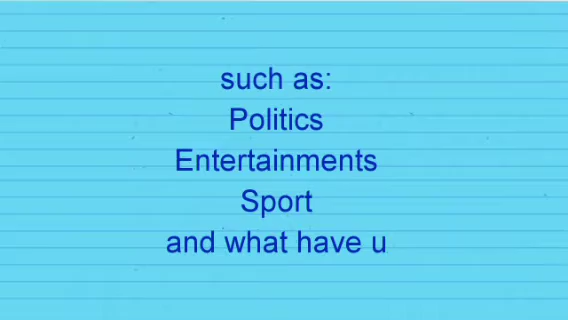 such as:
Politics
Entertainments
Sport
and what have u